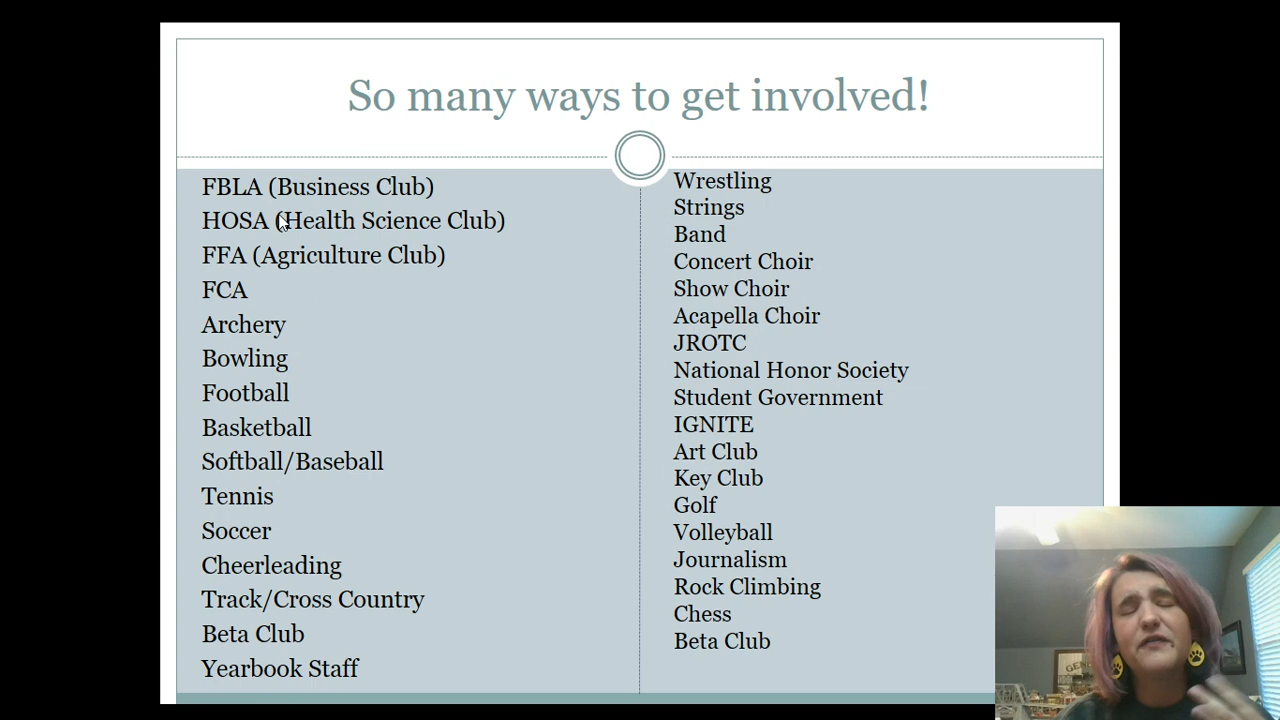 So many ways to get involved!
FBLA (Business Club)
HOSA (Health Science Club)
FFA (Agriculture Club)
FCA
Archery
Bowling
Football
Basketball
Softball/Baseball
Tennis
Soccer
Cheerleading
Track/Cross Country
Beta Club
Yearbook Staff
Wrestling
Strings
Band
Concert Choir
Show Choir
Acapella Choir
JROTC
National Honor Society
Student Government
IGNITE
Art Club
Key Club
Golf
Volleyball
Journalism
Rock Climbing
Chess
Beta Club